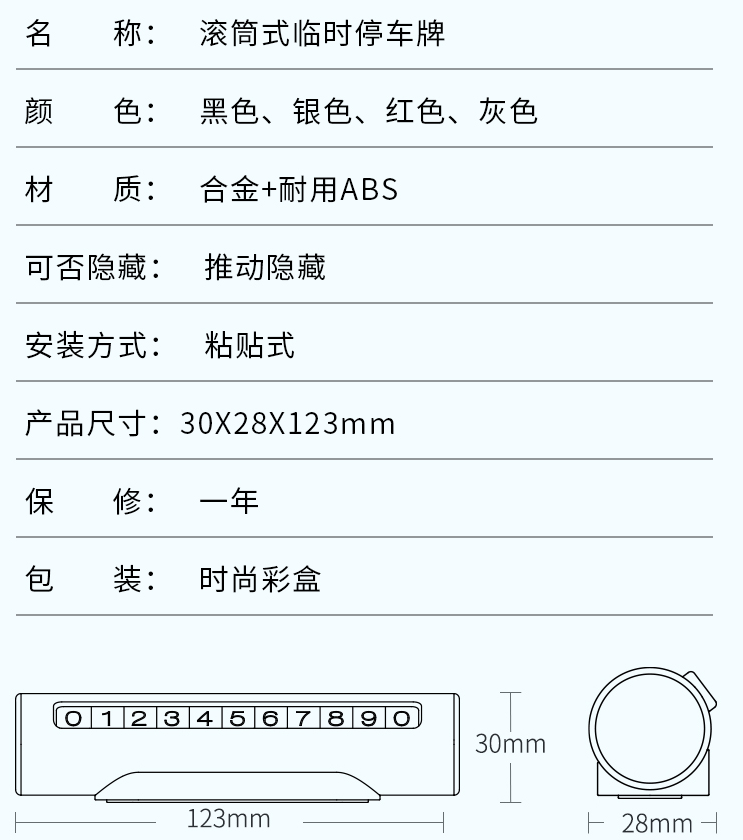 名 称： 滚筒式临时停车牌
颜 色： 黑色、银色、红色、灰色
材 质： 合金+耐用ABS
可否隐藏： 推动隐藏
安装方式： 粘贴式
产品尺寸：30X28X123mm
保 修： 一年
包 装： 时尚彩盒
0 1 2 3 4 5 6 7 8 9 0
30mm
123mm
28mm